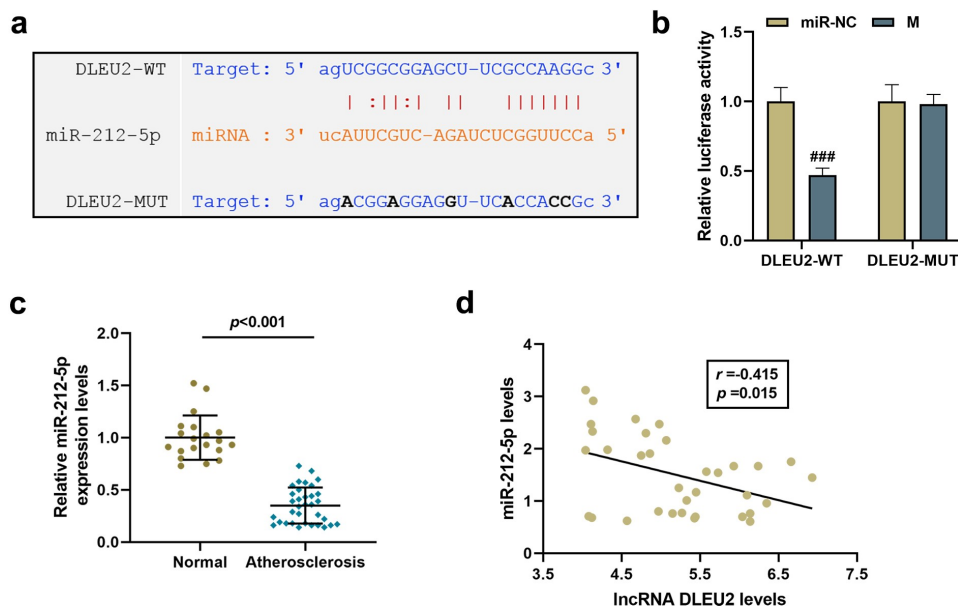 a
DLEU2-WT Target: 5' agUCGGCGGAGCU-UCGCCAAGGc 3'
miR-212-5p miRNA : 3' ucAUUCGUC-AGAUCUCGGUUCCa 5'
DLEU2-MUT Target: 5' agACGGAGGAGGU-UCACCACCGc 3'
b
miR-NC M
Relative luciferase activity
1.5
1.0
0.5
0.0
###
DLEU2-WT DLEU2-MUT
c
p<0.001
Relative miR-212-5p
expression levels
2.0
1.5
1.0
0.5
0.0
Normal Atherosclerosis
d
r =-0.415
p =0.015
miR-212-5p levels
4
3
2
1
0
3.5 4.5 5.5 6.5 7.5
lncRNA DLEU2 levels